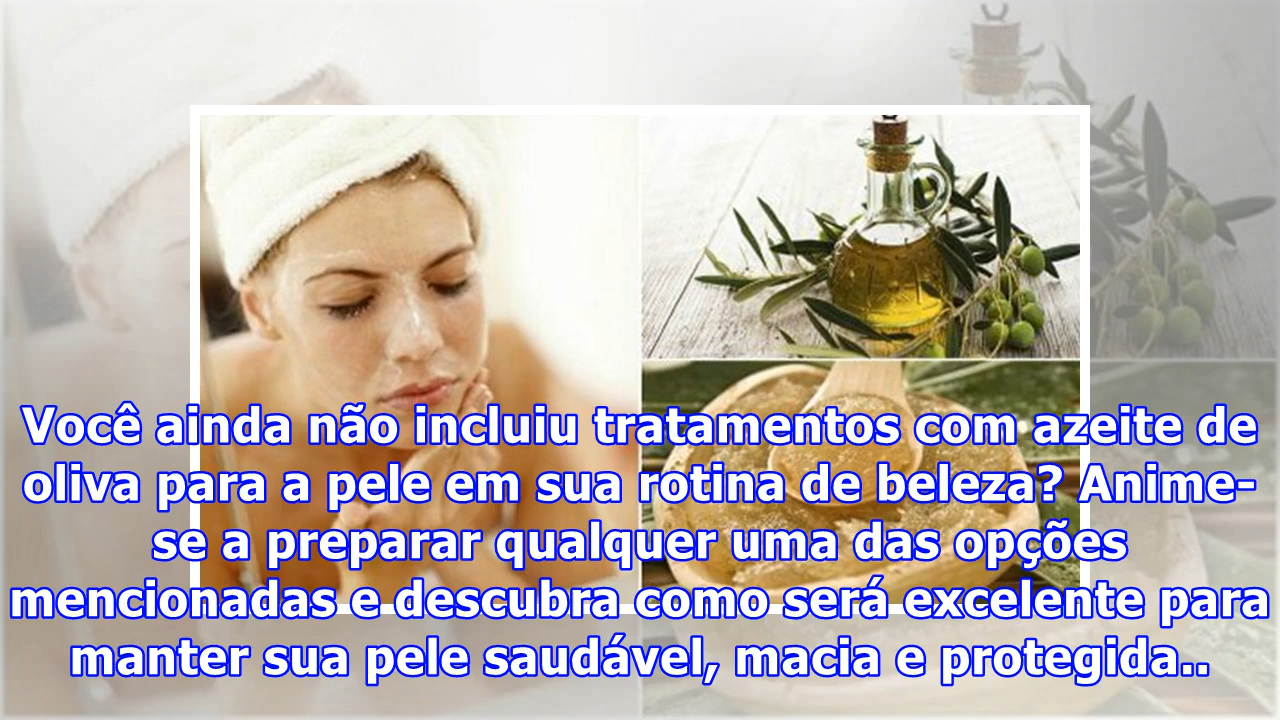 Você ainda não incluiu tratamentos com azeite de
oliva para a pele em sua rotina de beleza? Anime-
se a preparar qualquer uma das opções
mencionadas e descubra como será excelente para
manter sua pele saudável, macia e protegida..